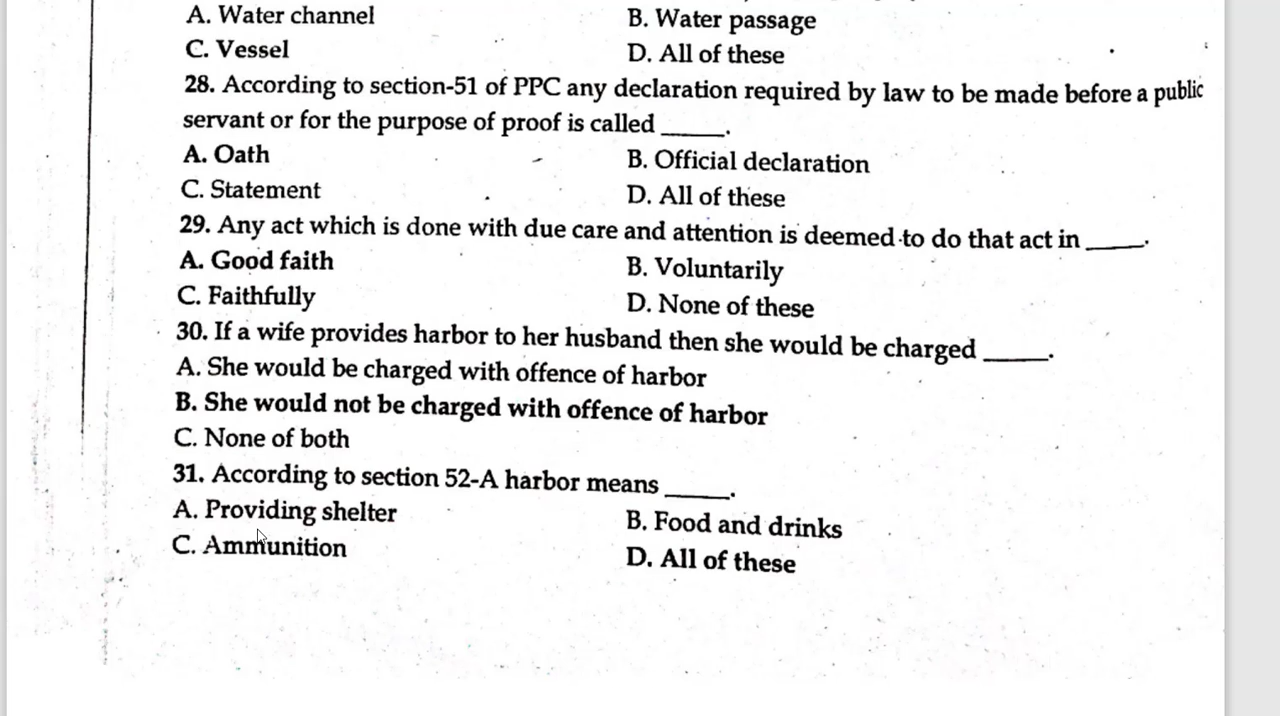 A. Water channel B. Water passage
C. Vessel D. All of these
28. According to section-51 of PPC any declaration required by law to be made before a public
servant or for the purpose of proof is called _____.
A. Oath B. Official declaration
C. Statement D. All of these
29. Any act which is done with due care and attention is deemed to do that act in _____.
A. Good faith B. Voluntarily
C. Faithfully D. None of these
30. If a wife provides harbor to her husband then she would be charged _____.
A. She would be charged with offence of harbor
B. She would not be charged with offence of harbor
C. None of both
31. According to section 52-A harbor means _____.
A. Providing shelter B. Food and drinks
C. Ammunition D. All of these